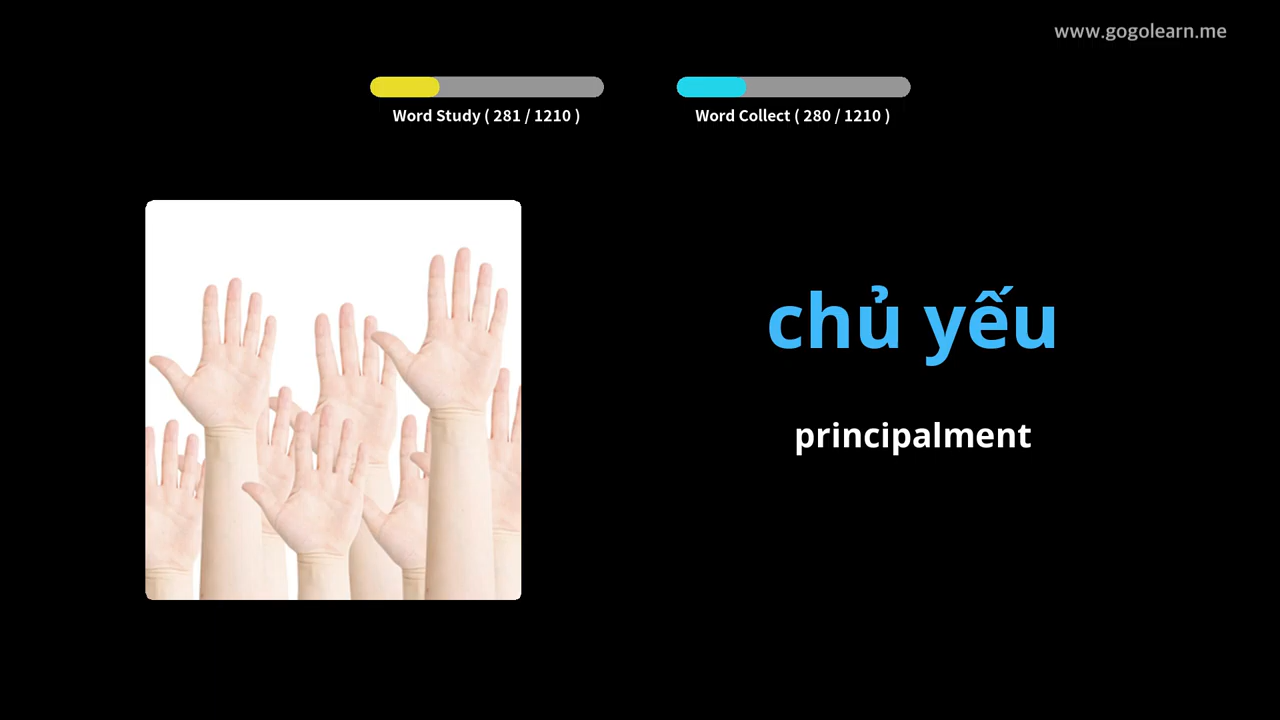 www.gogolearn.me
Word Study ( 281 / 1210 )
Word Collect ( 280 / 1210 )
chủ yếu
principalment